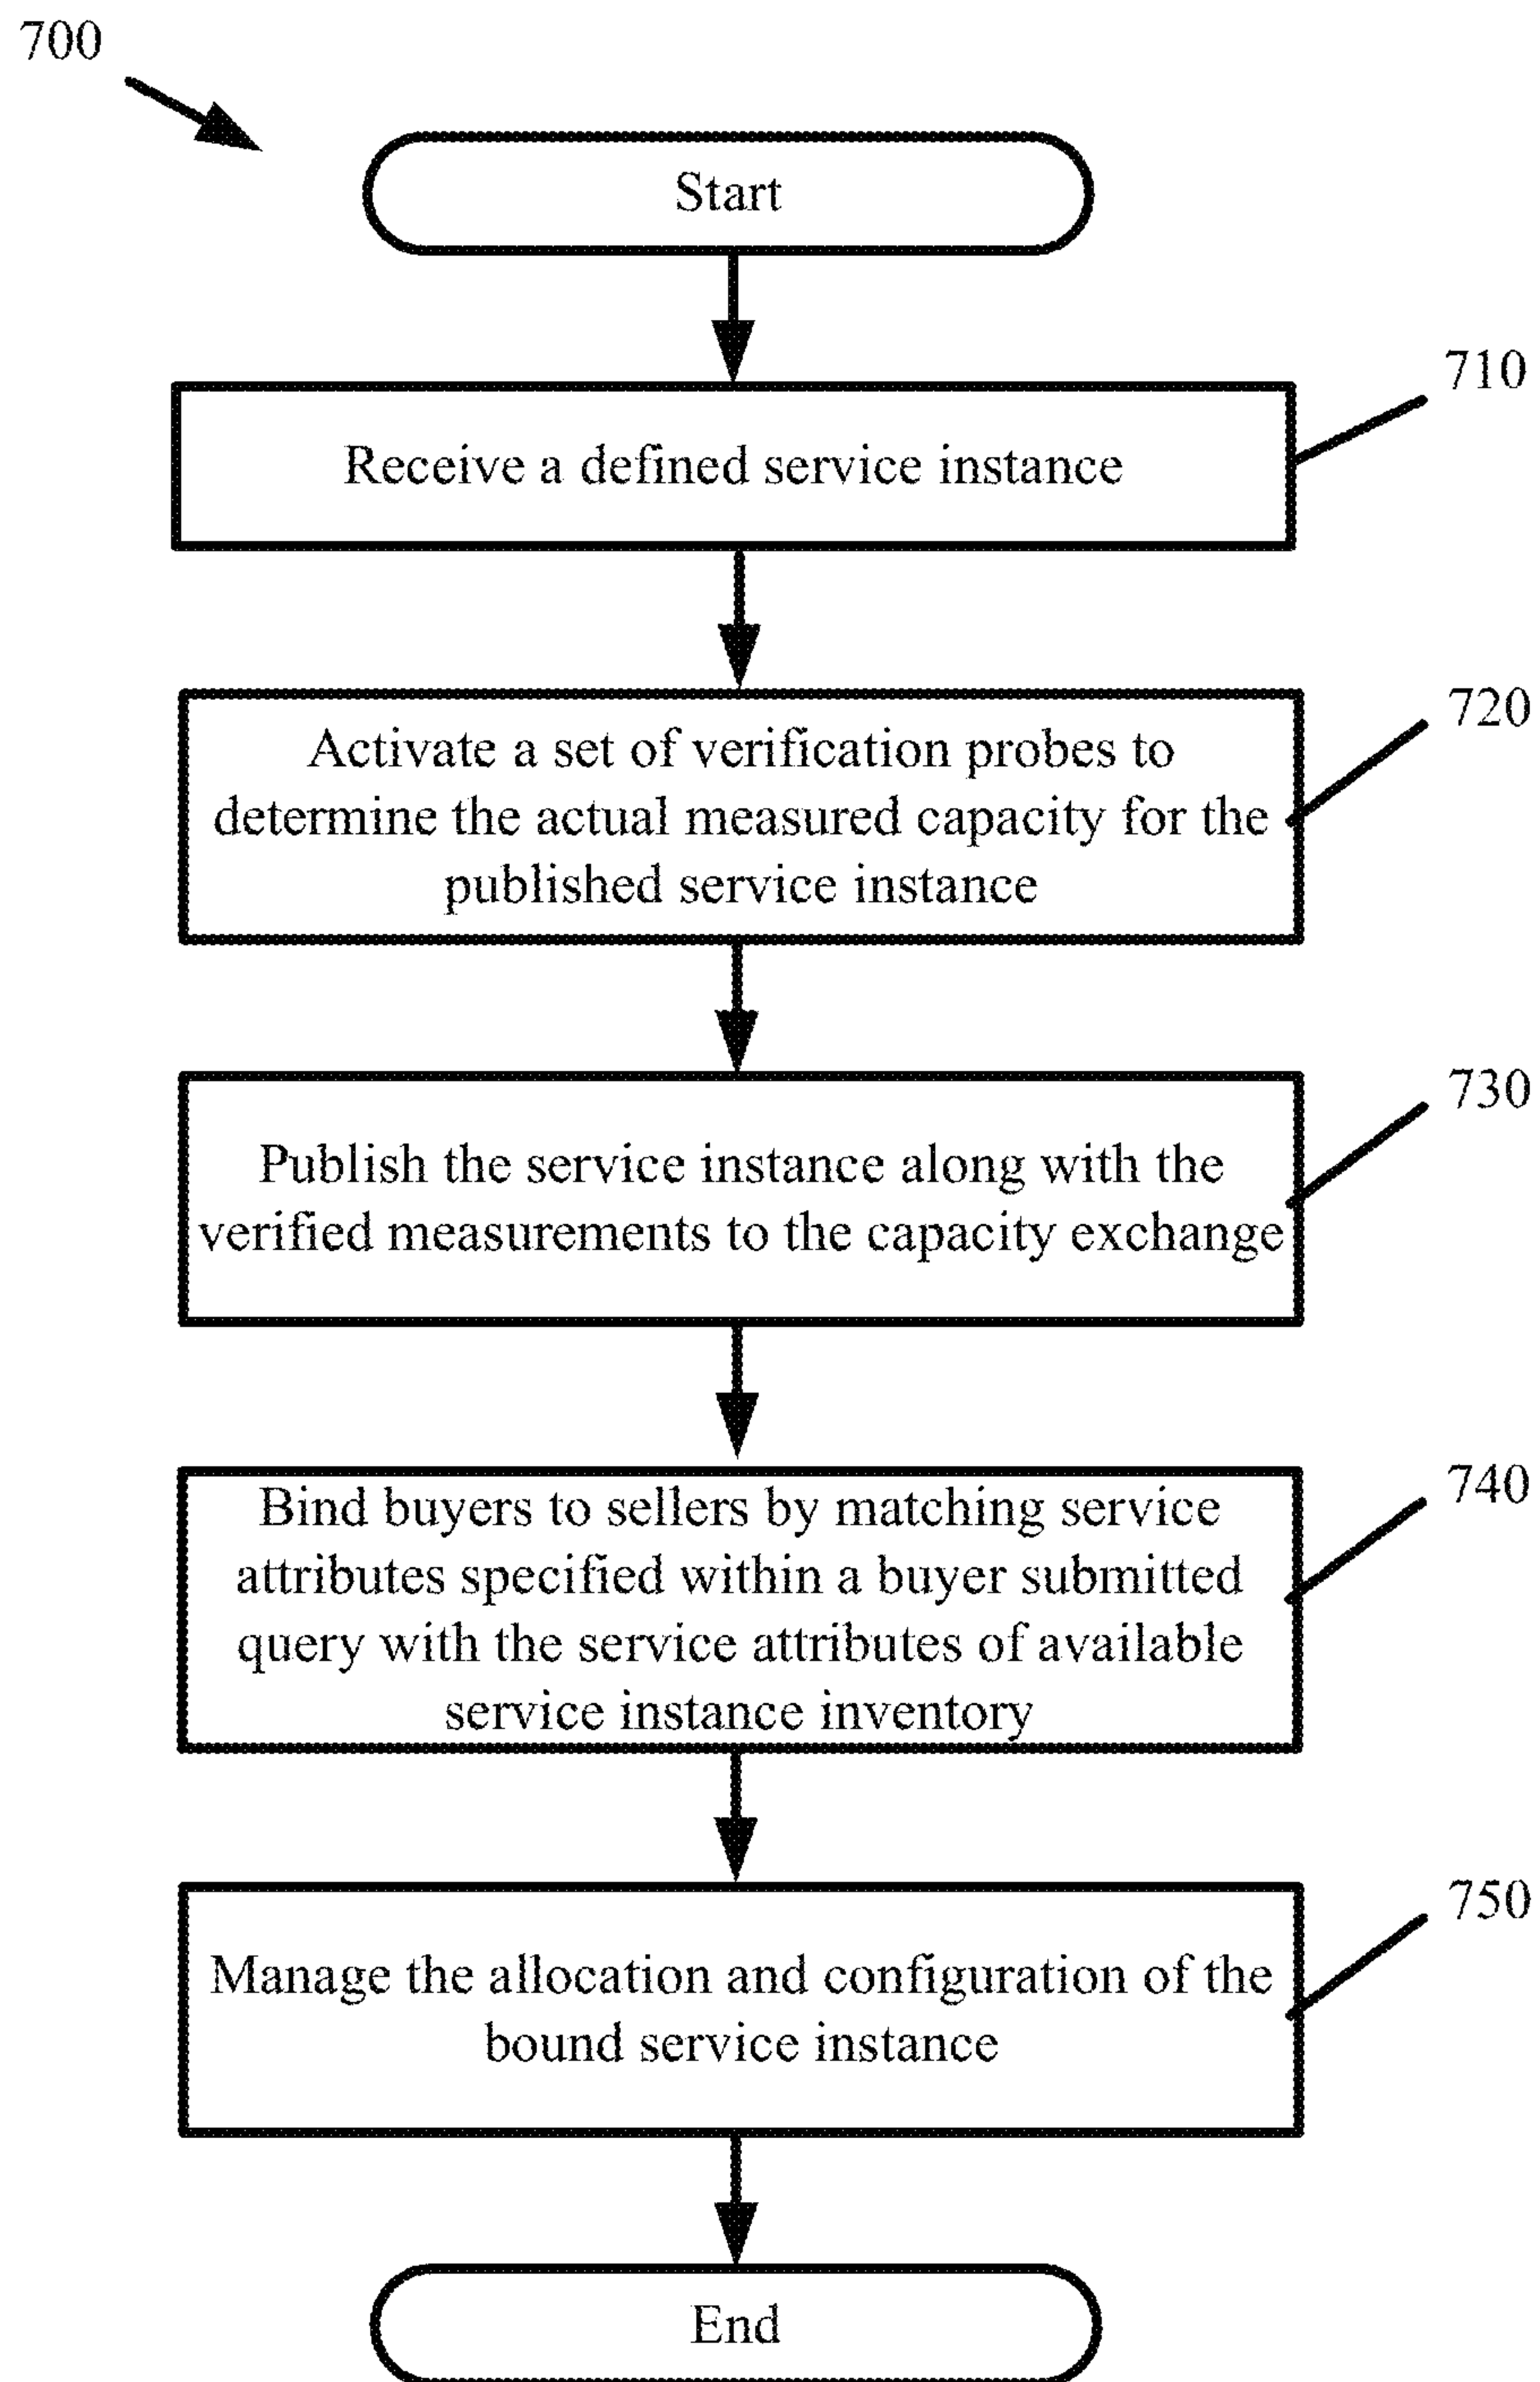 700
Start
710
Receive a defined service instance
720
Activate a set of verification probes to
determine the actual measured capacity for the
published service instance
730
Publish the service instance along with the
verified measurements to the capacity exchange
740
Bind buyers to sellers by matching service
attributes specified within a buyer submitted
query with the service attributes of available
service instance inventory
750
Manage the allocation and configuration of the
bound service instance
End